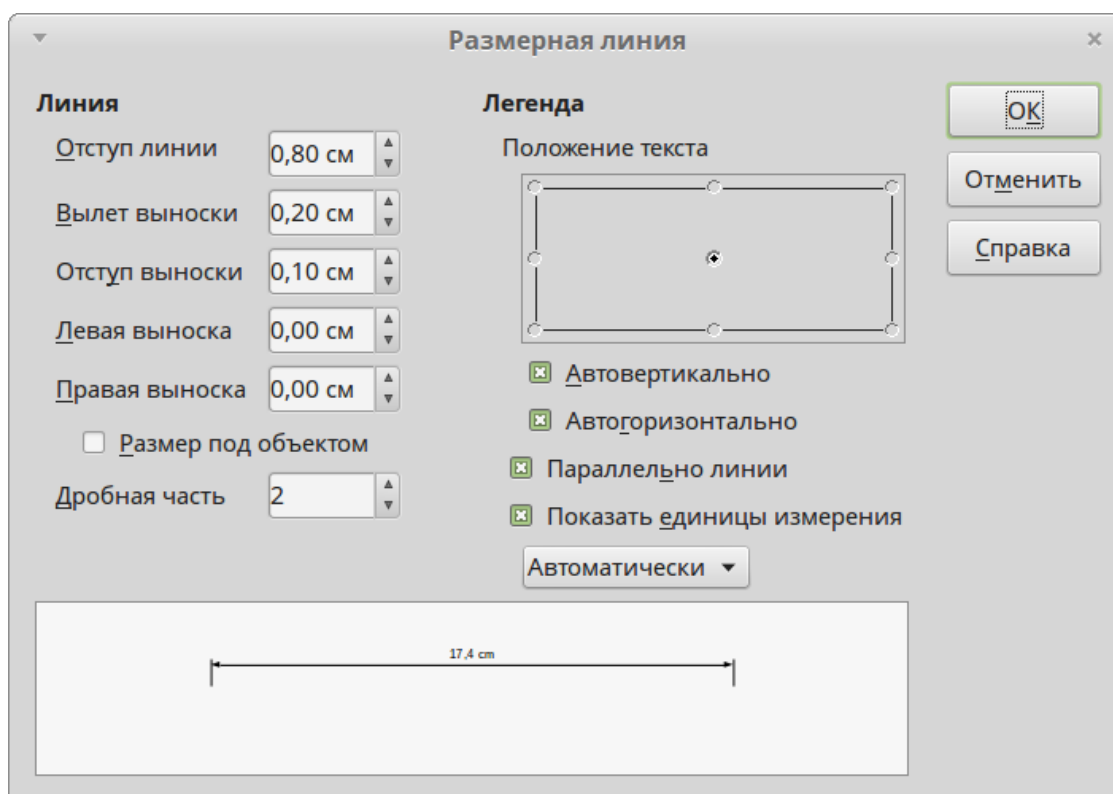 Размерная линия
Линия
Отступ линии 0,80 см
Вылет выноски 0,20 см
Отступ выноски 0,10 см
Левая выноска 0,00 см
Правая выноска 0,00 см
Размер под объектом
Дробная часть 2
Легенда
Положение текста
Автовертикально
Автогоризонтально
Параллельно линии
Показать единицы измерения
Автоматически
ОК
Отменить
Справка
17,4 cm